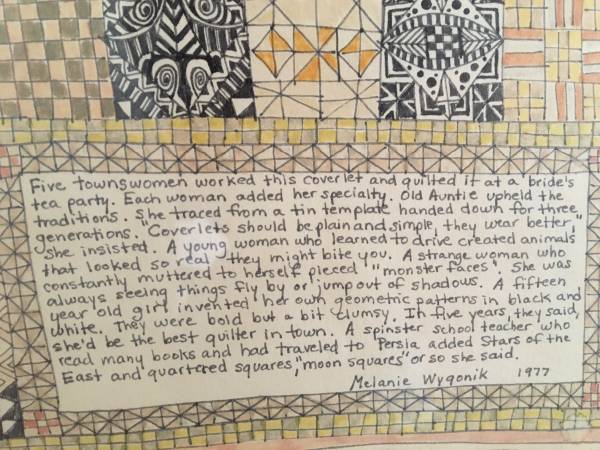 Five townswomen worked this coverlet and quilted it at a bride's
tea party. Each woman added her specialty. Old Auntie upheld the
traditions. She traced from a tin template handed down for three
generations. "Coverlets should be plain and simple, they wear better,"
she insisted. A young woman who learned to drive created animals
that looked so real they might bite you. A strange woman who
constantly muttered to herself pieced "monster faces". She was
always seeing things fly by or jump out of shadows. A fifteen
year old girl invented her own geometric patterns in black and
white. They were bold but a bit clumsy. In five years, they said,
she'd be the best quilter in town. A spinster school teacher who
read many books and had traveled to Persia added Stars of the
East and quartered squares, "moon squares" or so she said.
Melanie Wygonik 1977